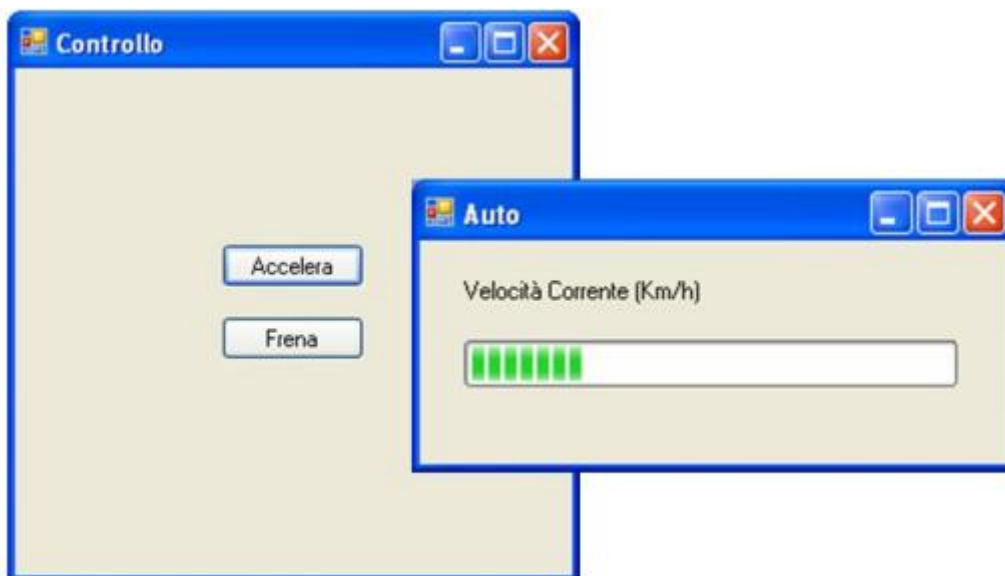 Controllo
Accelera
Frena
Auto
Velocità Corrente (Km/h)